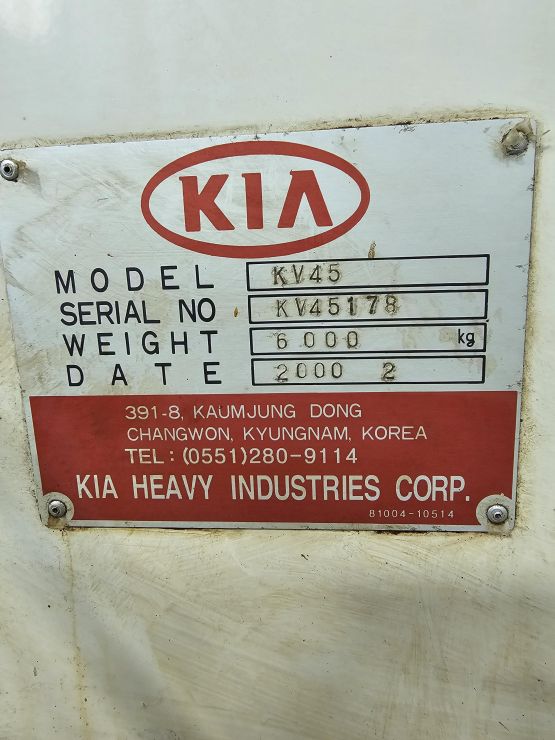 KIA
MODEL KV45
SERIAL NO KV45178
WEIGHT 6000 kg
DATE 2000 2
391-8, KAUMJUNG DONG
CHANGWON, KYUNGNAM, KOREA
TEL : (0551)280-9114
KIA HEAVY INDUSTRIES CORP.
81004-10514